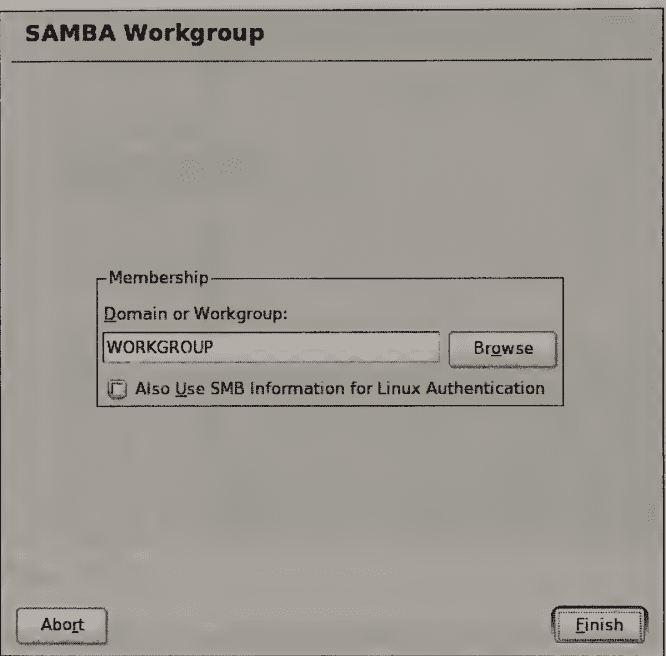 SAMBA Workgroup
Membership
Domain or Workgroup:
WORKGROUP
Browse
Also Use SMB Information for Linux Authentication
Abort
Finish